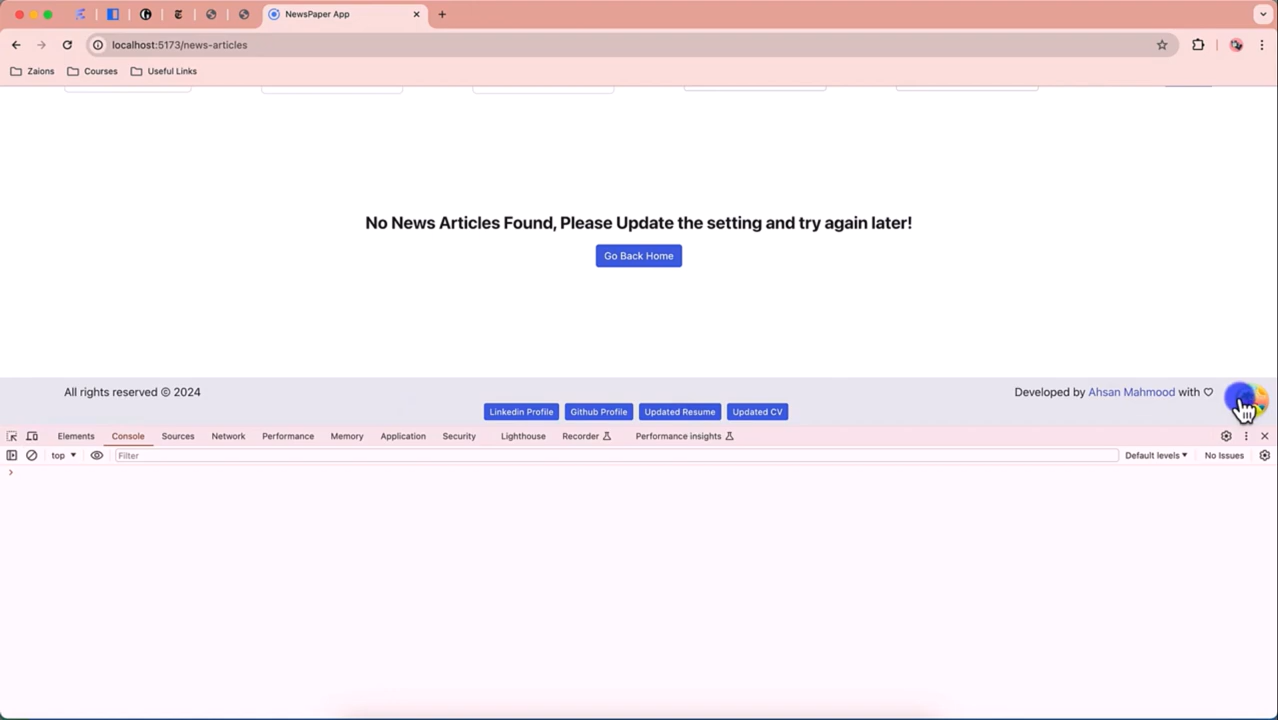 NewsPaper App
localhost:5173/news-articles
Zaions Courses Useful Links
No News Articles Found, Please Update the setting and try again later!
Go Back Home
All rights reserved © 2024
Developed by Ahsan Mahmood with ♡
Linkedin Profile Github Profile Updated Resume Updated CV
Elements Console Sources Network Performance Memory Application Security Lighthouse Recorder Performance insights
top Filter Default levels No Issues